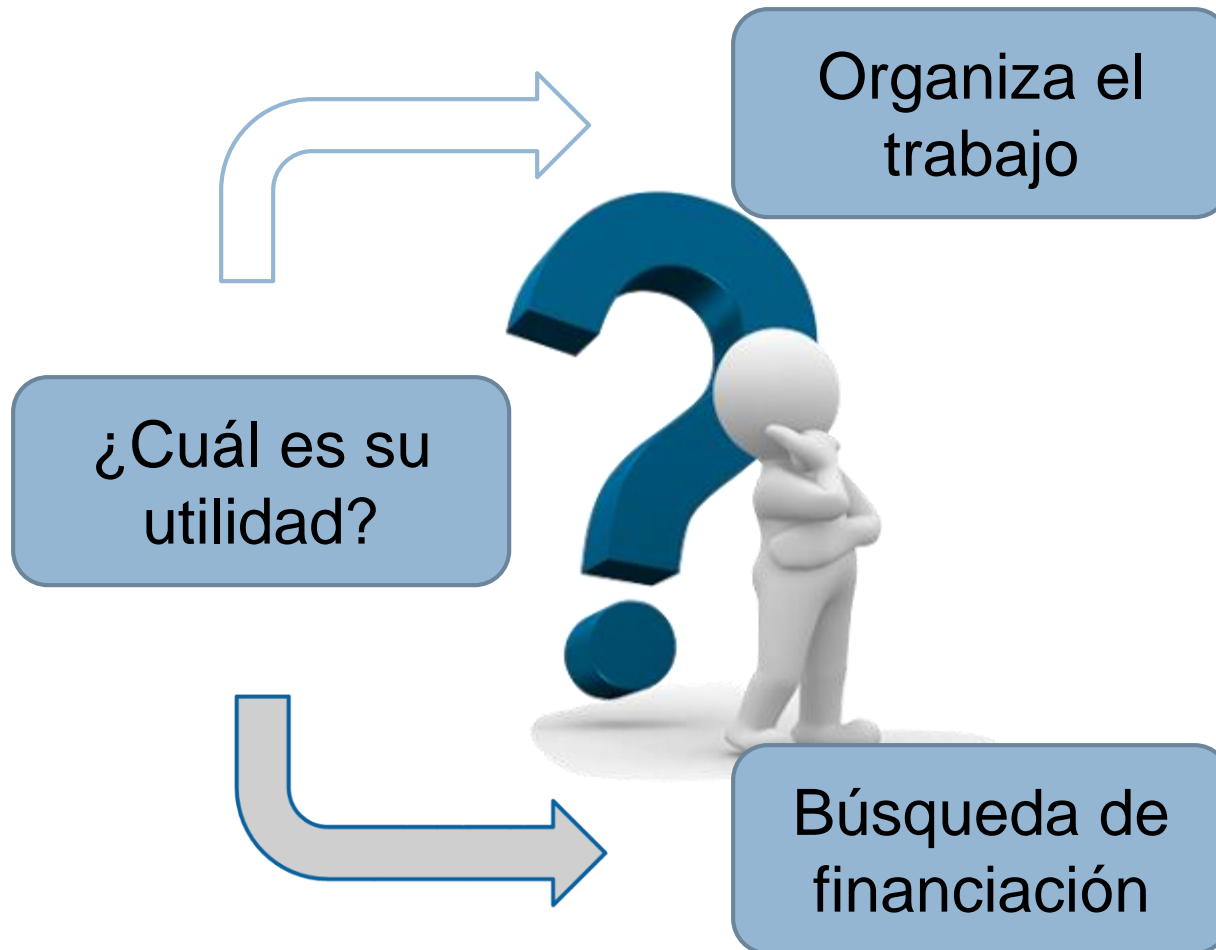 Organiza el
trabajo
¿Cuál es su
utilidad?
Búsqueda de
financiación